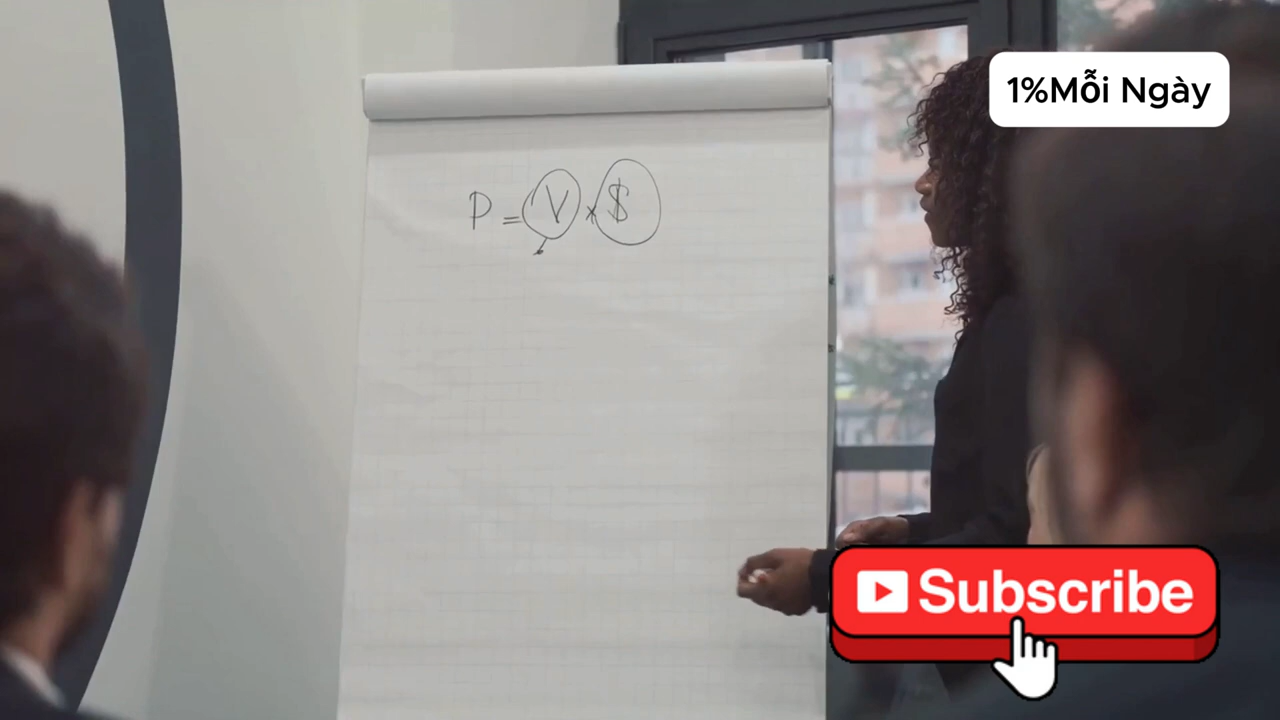 1%Mỗi Ngày
P = V × $
Subscribe